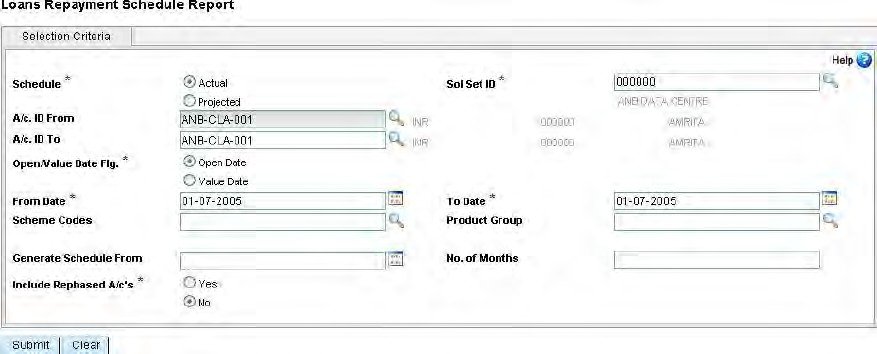 Loans Repayment Schedule Report
Selection Criteria
Help ?
Schedule * Actual Sol Set ID * 000000
Projected ANB DATA CENTRE
A/c. ID From ANB-CLA-001 INR AMRITA
A/c. ID To ANB-CLA-001 INR 000000 AMRITA
Open/Value Date Flg. * Open Date
Value Date
From Date * 01-07-2005 To Date * 01-07-2005
Scheme Codes Product Group
Generate Schedule From No. of Months
Include Rephased A/c's * Yes
No
Submit Clear